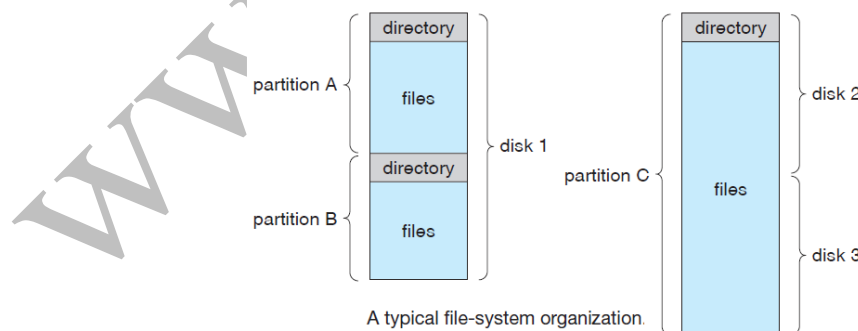 WWW
directory
partition A
files
disk 1
directory
partition B
files
directory
disk 2
partition C
files
disk 3
A typical file-system organization.